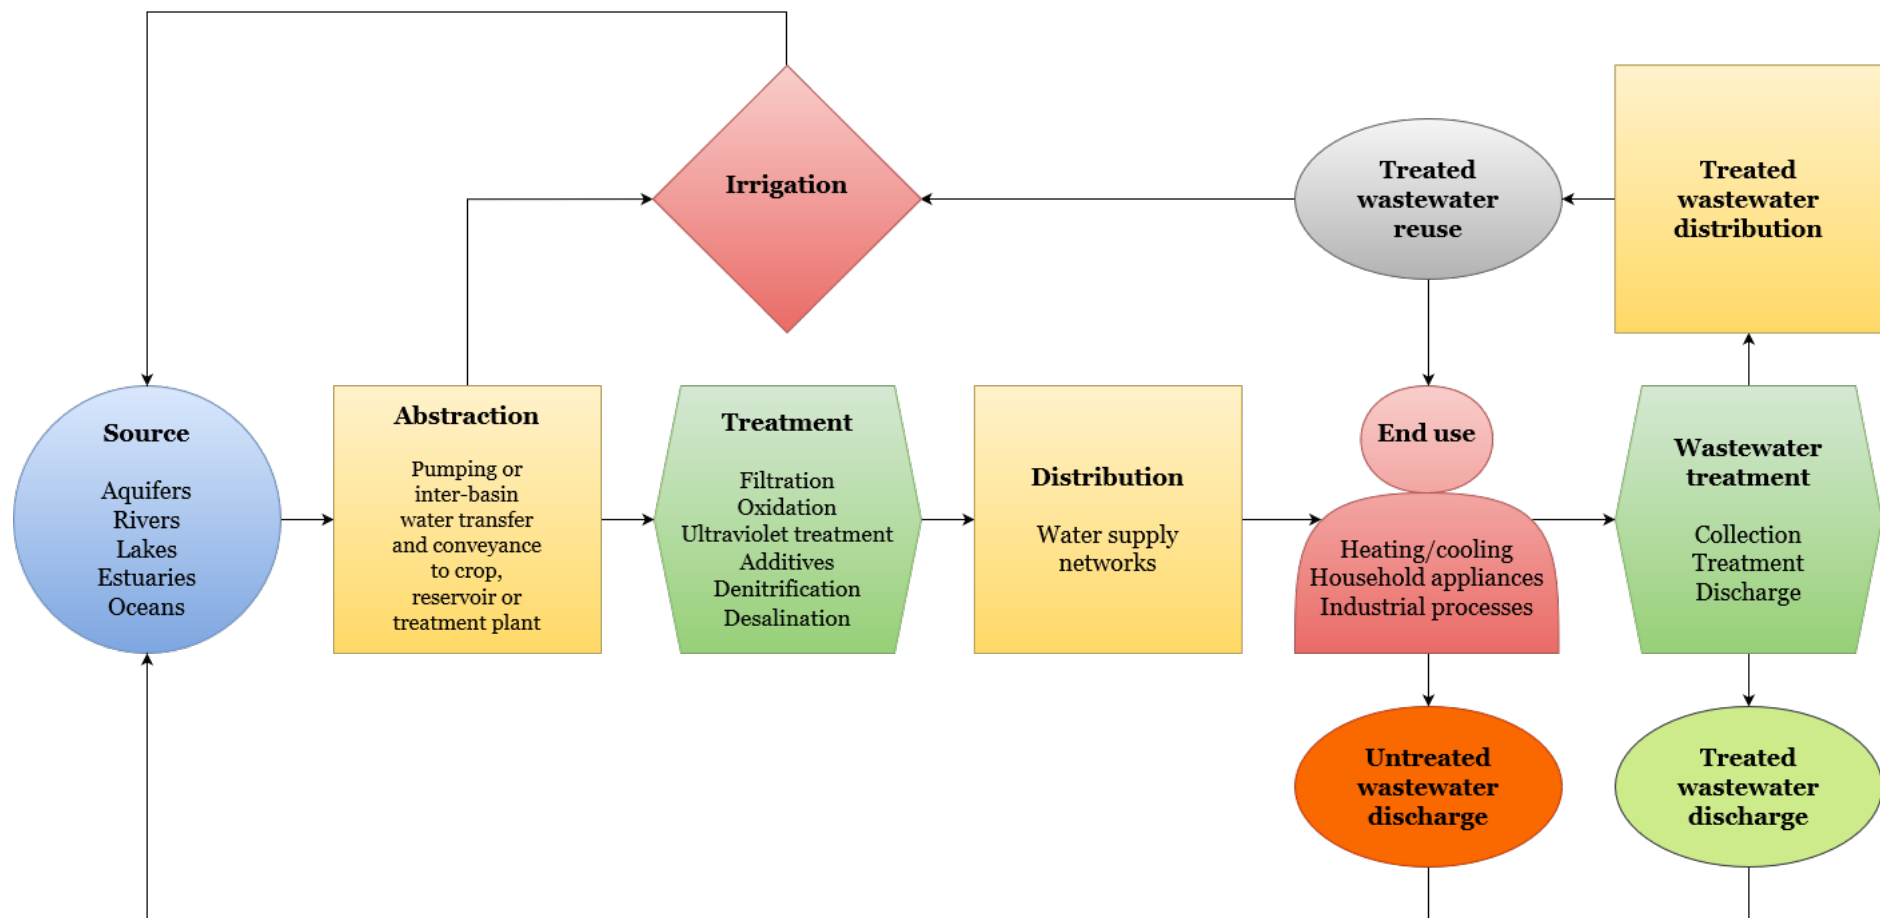 Irrigation
Treated
wastewater
reuse
Treated
wastewater
distribution
Source
Aquifers
Rivers
Lakes
Estuaries
Oceans
Abstraction
Pumping or
inter-basin
water transfer
and conveyance
to crop,
reservoir or
treatment plant
Treatment
Filtration
Oxidation
Ultraviolet treatment
Additives
Denitrification
Desalination
Distribution
Water supply
networks
End use
Heating/cooling
Household appliances
Industrial processes
Wastewater
treatment
Collection
Treatment
Discharge
Untreated
wastewater
discharge
Treated
wastewater
discharge